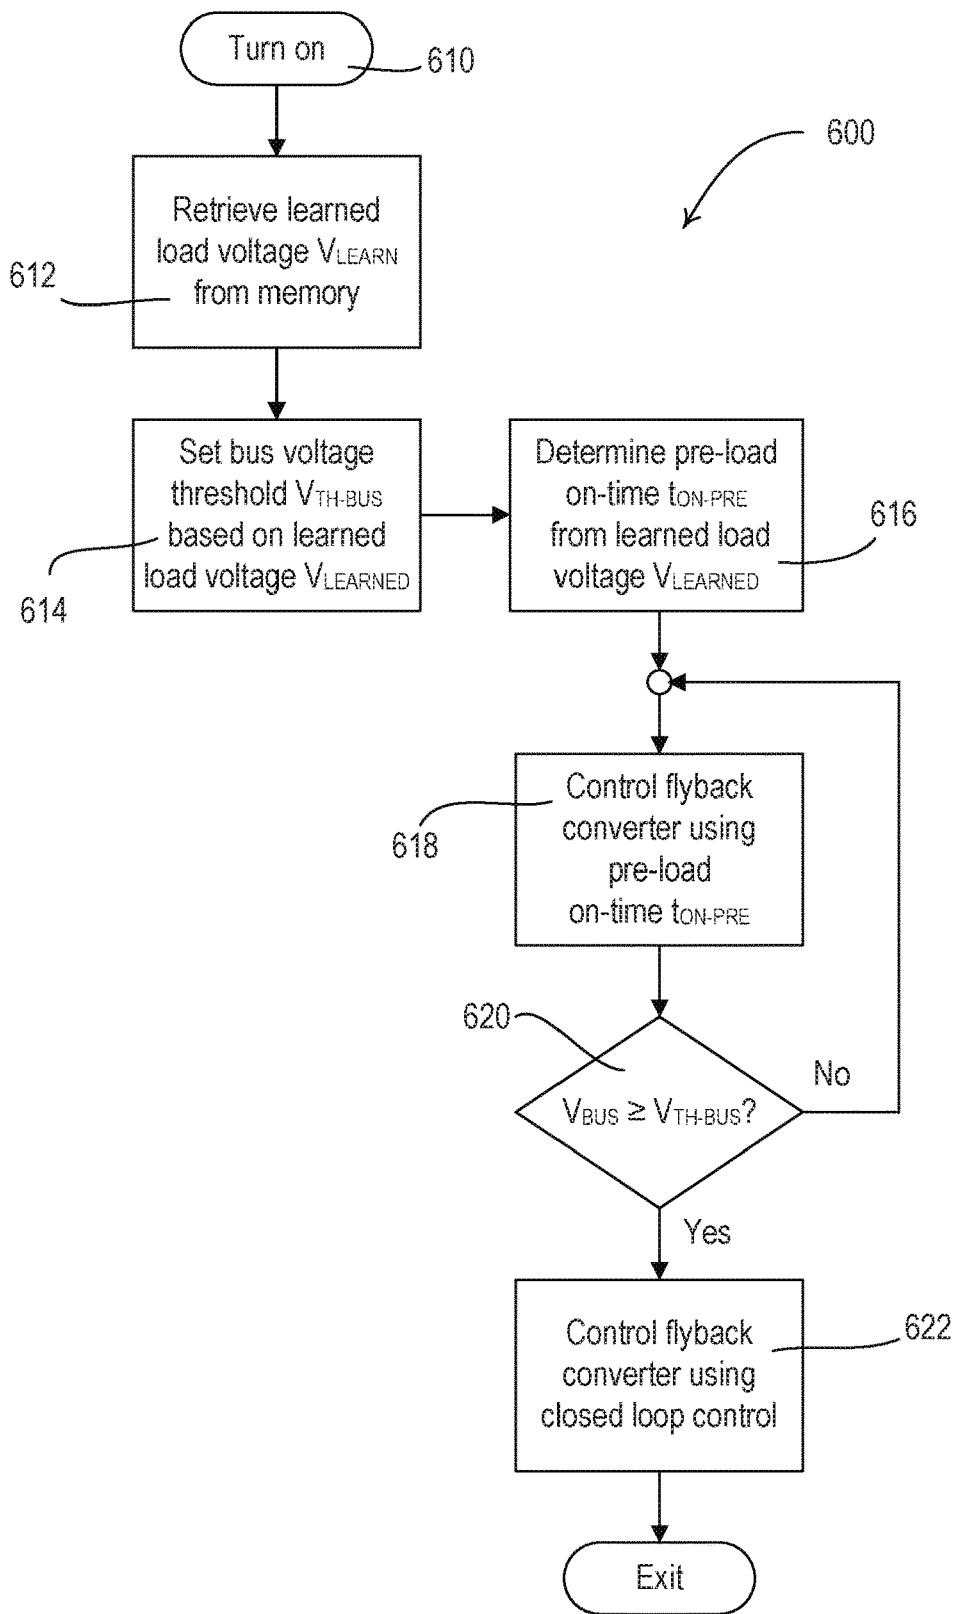 Turn on
610
600
Retrieve learned
load voltage VLEARN
from memory
612
Set bus voltage
threshold VTH-BUS
based on learned
load voltage VLEARNED
614
Determine pre-load
on-time tON-PRE
from learned load
voltage VLEARNED
616
Control flyback
converter using
pre-load
on-time tON-PRE
618
620
VBUS ≥ VTH-BUS?
No
Yes
Control flyback
converter using
closed loop control
622
Exit